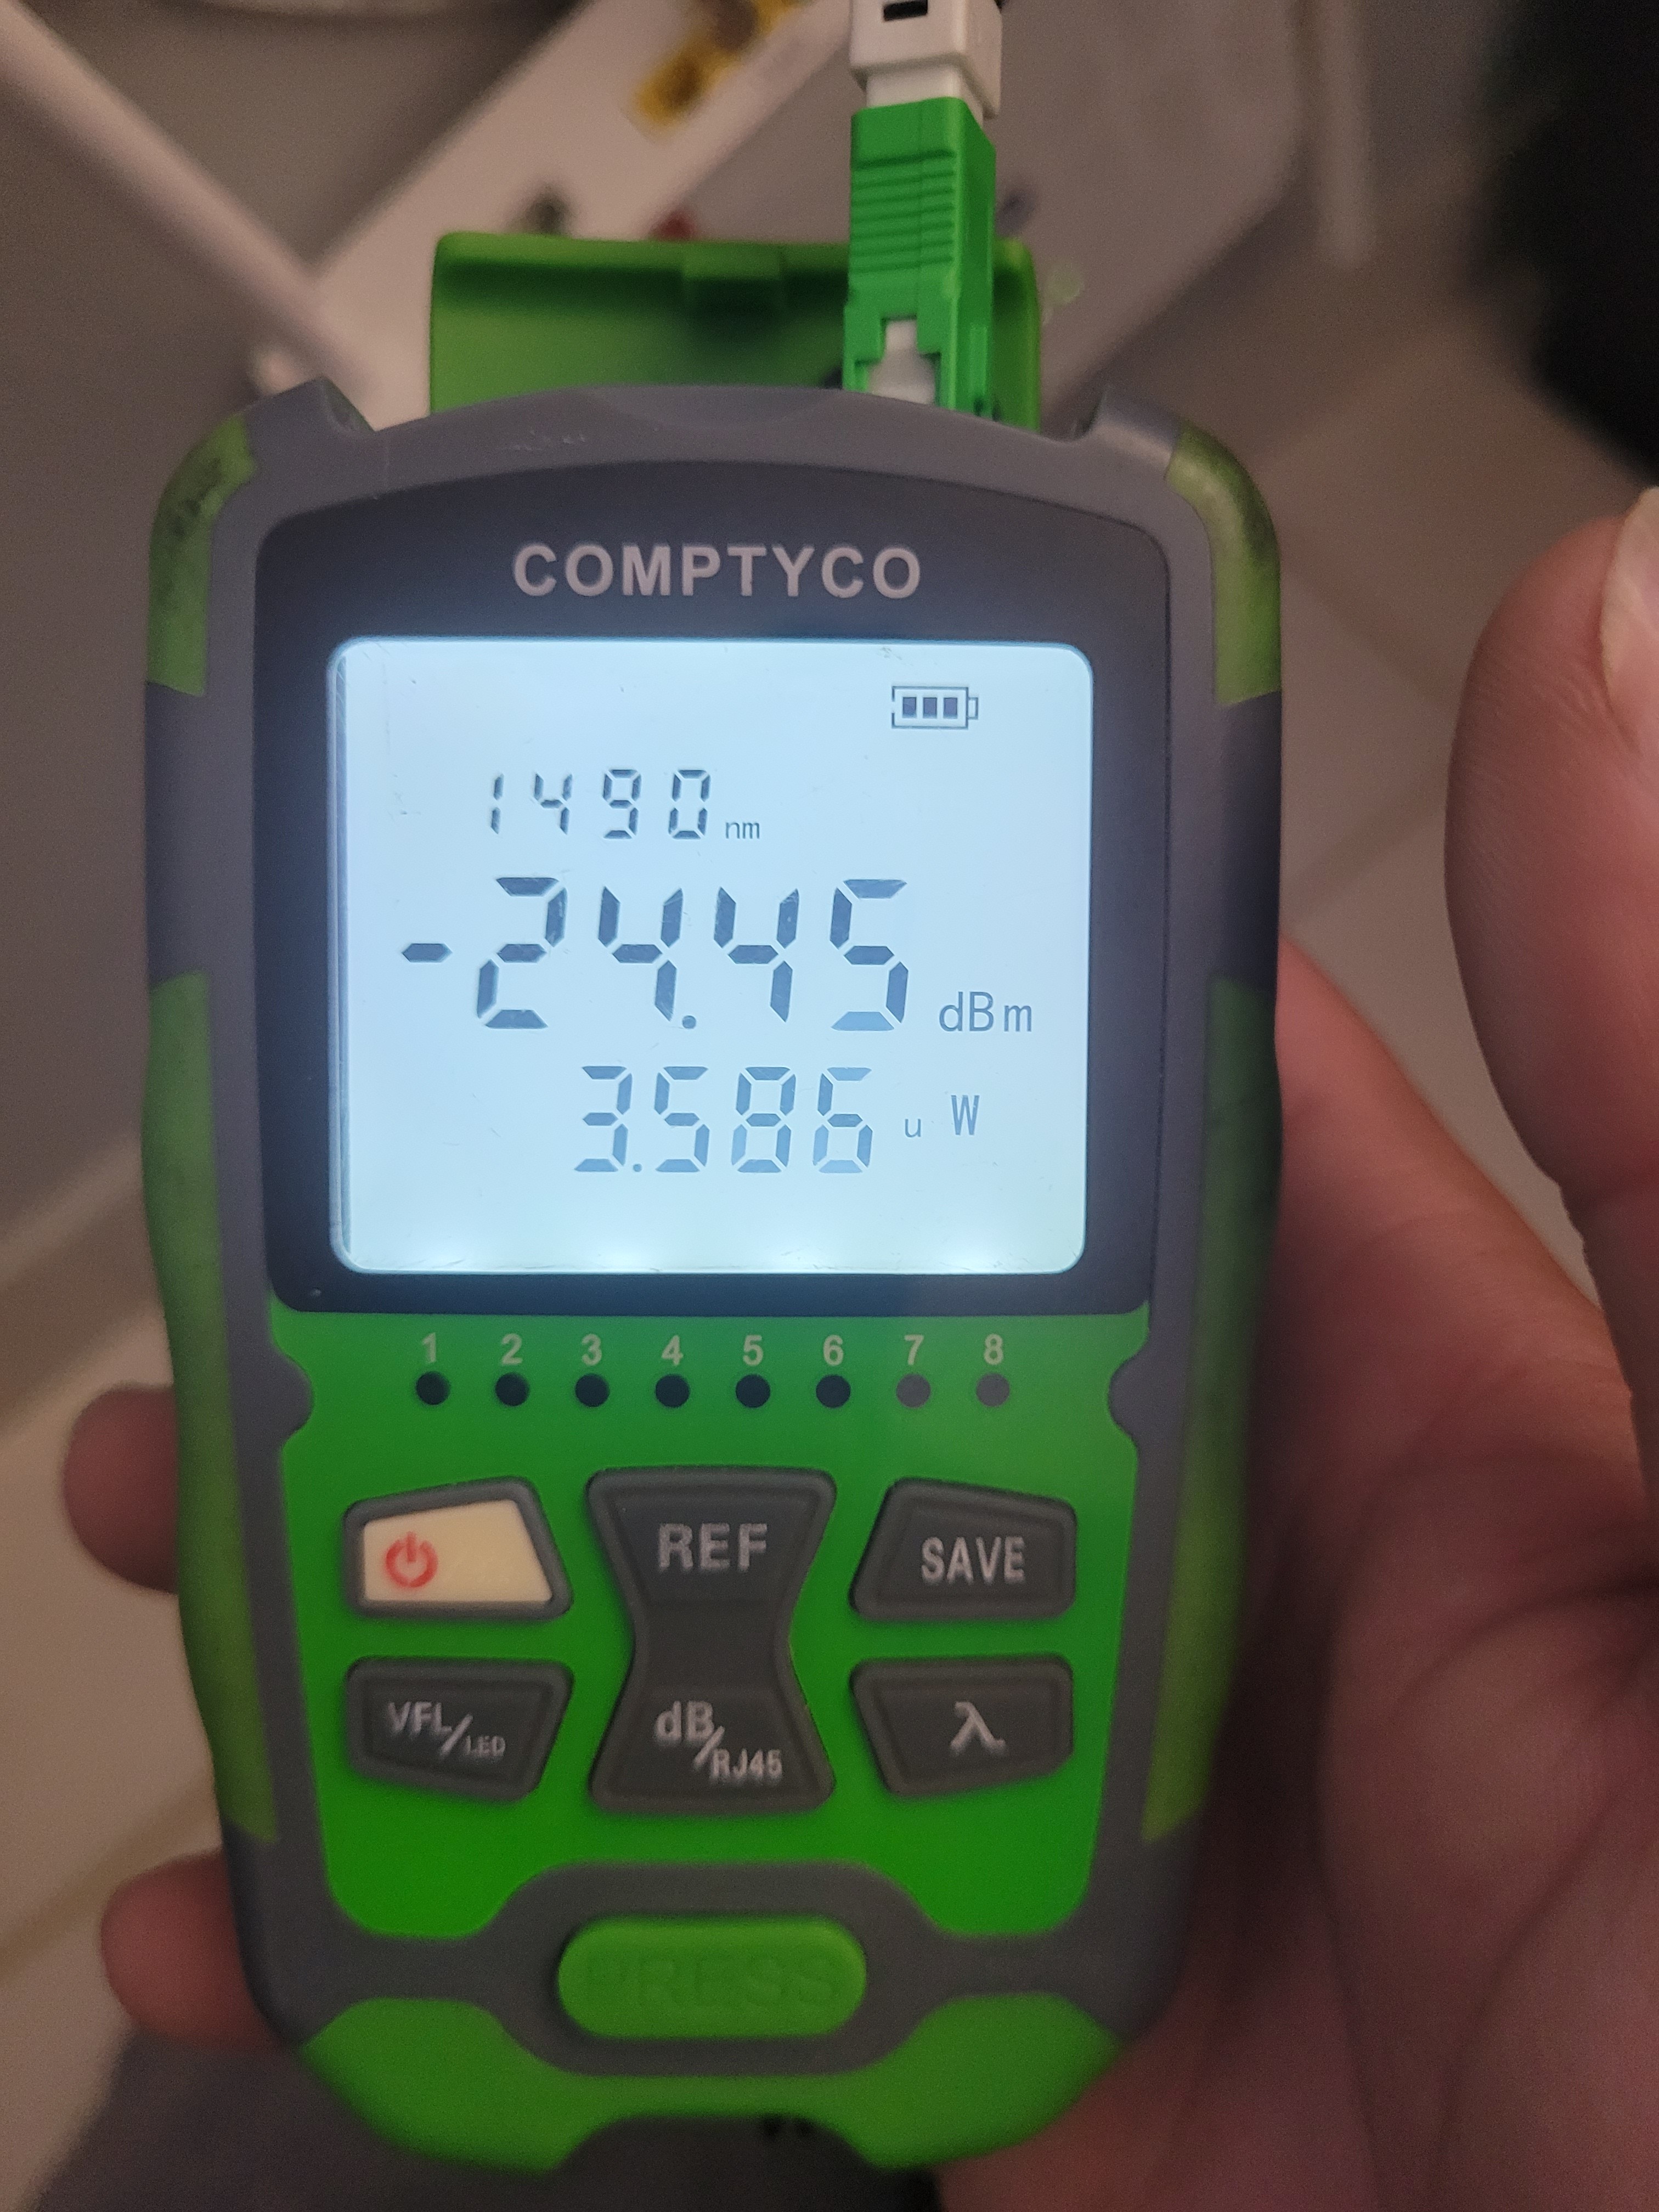 COMPTYCO
1490 nm
-24.45 dBm
3.586 u W
1 2 3 4 5 6 7 8
REF
SAVE
VFL/LED
dB/RJ45
λ
PRESS